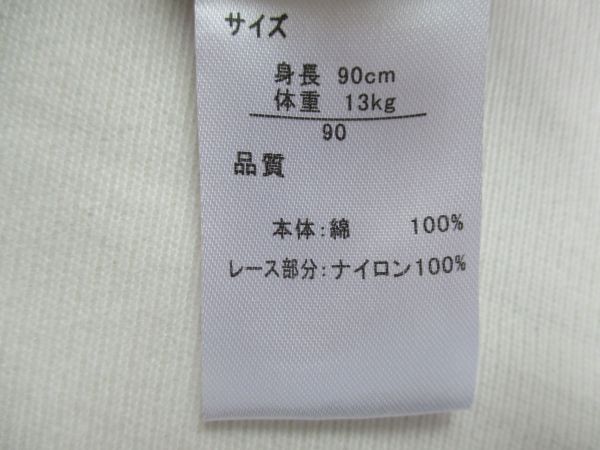 サイズ
身長 90cm
体重 13kg
90
品質
本体:綿 100%
レース部分:ナイロン100%